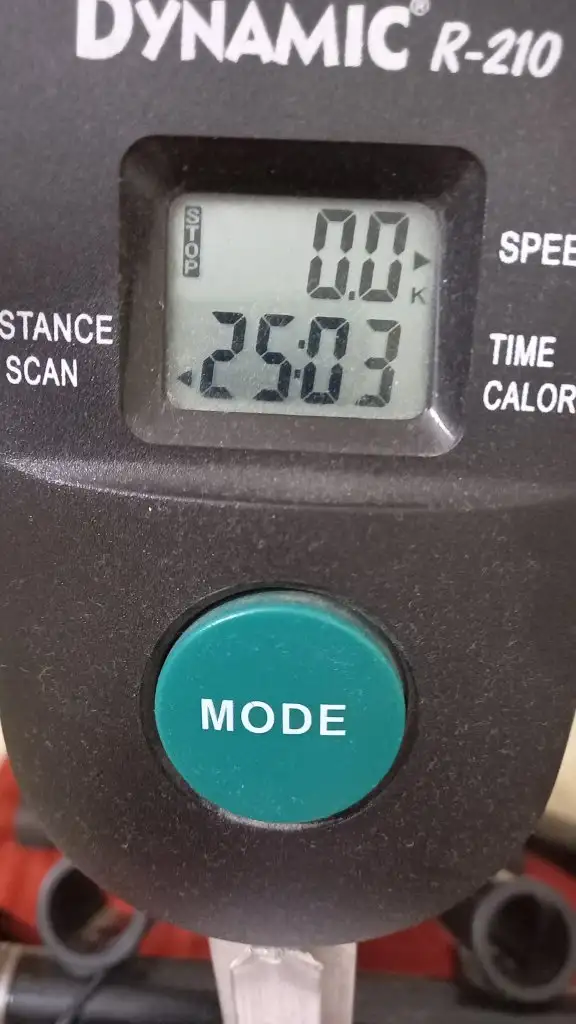 DYNAMIC® R-210
STOP
0.0
K
SPEE
STANCE
SCAN
25:03
TIME
CALOR
MODE